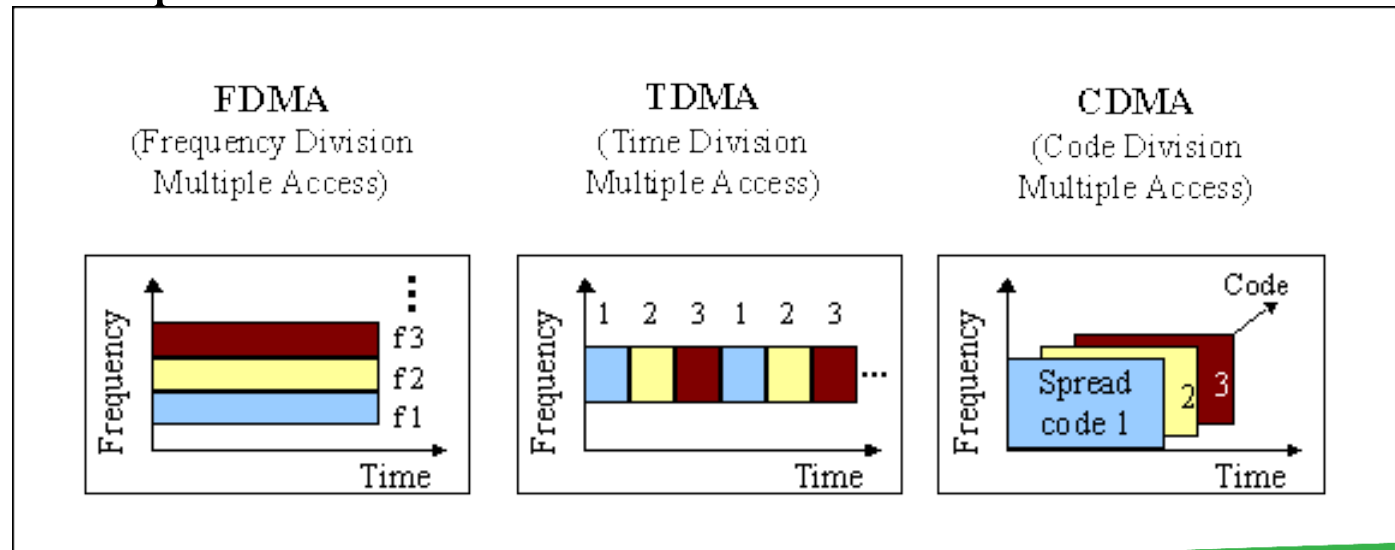 FDMA
(Frequency Division
Multiple Access)
TDMA
(Time Division
Multiple Access)
CDMA
(Code Division
Multiple Access)
Frequency
f3
f2
f1
Time
Frequency
1 2 3 1 2 3
...
Time
Frequency
Code
Spread
code 1
2
3
Time